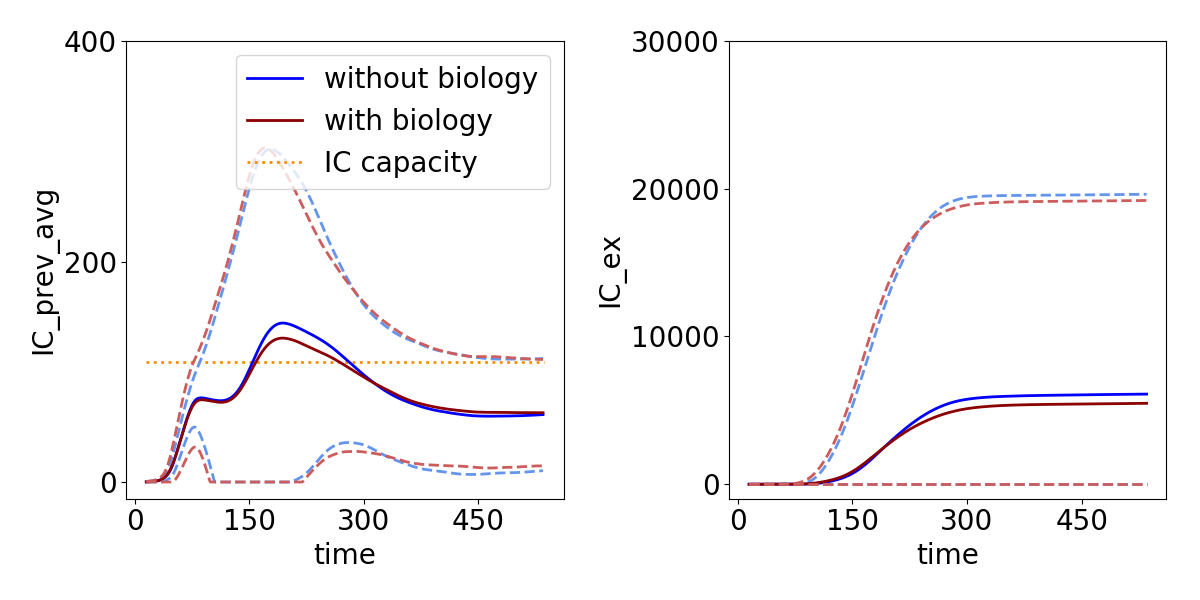 IC_prev_avg
400
200
0
without biology
with biology
IC capacity
0 150 300 450
time
IC_ex
30000
20000
10000
0
0 150 300 450
time